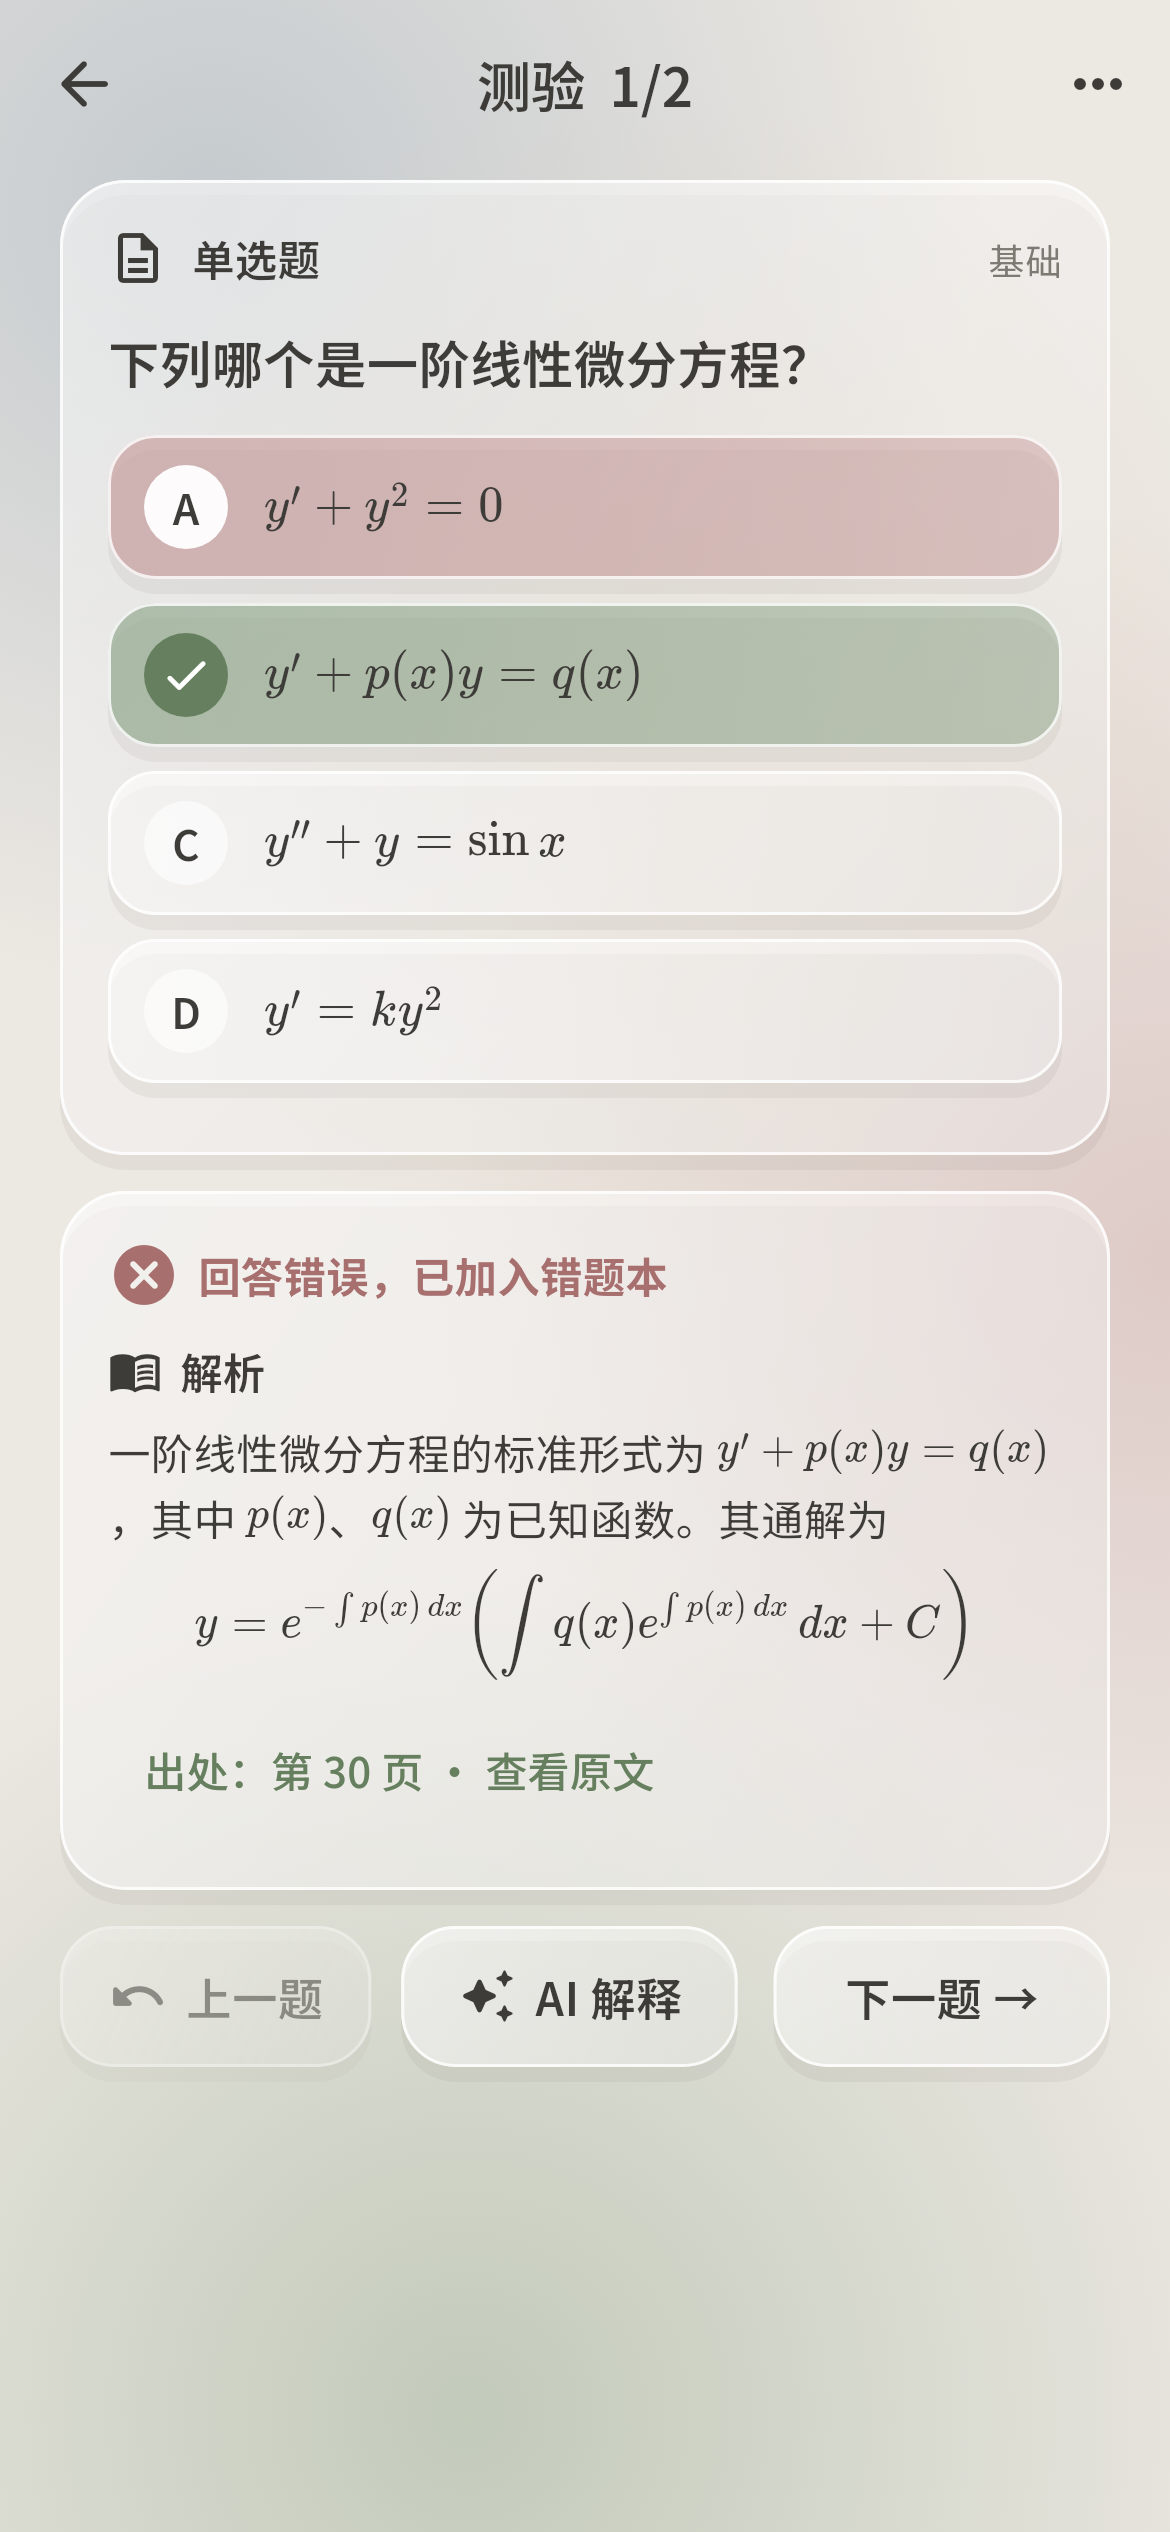 测验 1/2
单选题 基础
下列哪个是一阶线性微分方程？
A y′ + y² = 0
y′ + p(x)y = q(x)
C y″ + y = sin x
D y′ = ky²
回答错误，已加入错题本
解析
一阶线性微分方程的标准形式为 y′ + p(x)y = q(x)
，其中 p(x)、q(x) 为已知函数。其通解为
y = e^{−∫ p(x) dx} (∫ q(x)e^{∫ p(x) dx} dx + C)
出处：第 30 页 · 查看原文
上一题 AI 解释 下一题 →